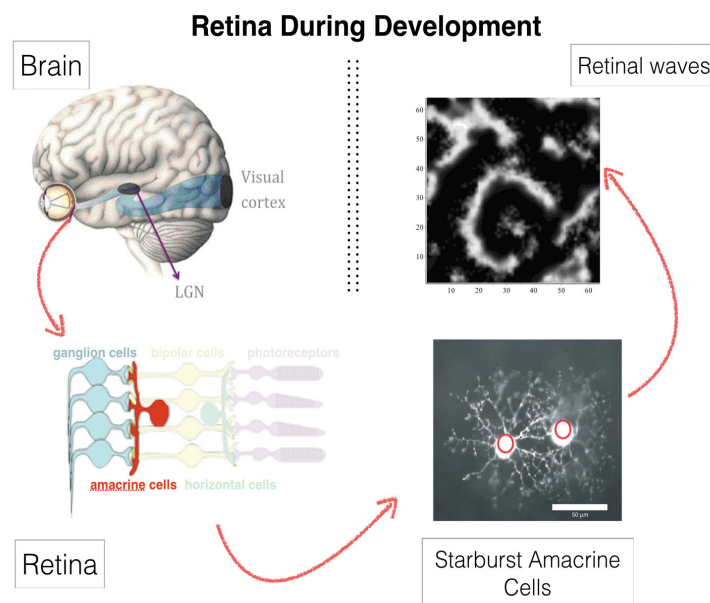 Retina During Development
Brain
Retinal waves
Visual
cortex
LGN
60
50
40
30
20
10
10 20 30 40 50 60
ganglion cells bipolar cells photoreceptors
amacrine cells horizontal cells
50 µm
Retina
Starburst Amacrine
Cells